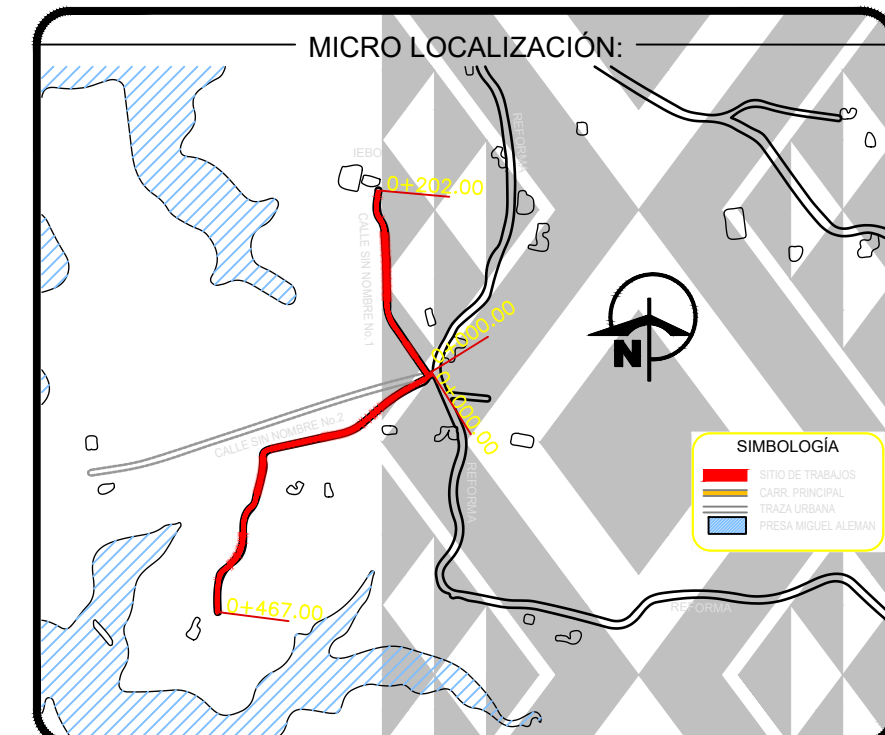 MICRO LOCALIZACIÓN:
IEBO
0+202.00
REFORMA
CALLE SIN NOMBRE No.1
0+000.00
0+000.00
CALLE SIN NOMBRE No.2
REFORMA
N
SIMBOLOGÍA
SITIO DE TRABAJOS
CARR. PRINCIPAL
TRAZA URBANA
PRESA MIGUEL ALEMAN
0+467.00
REFORMA